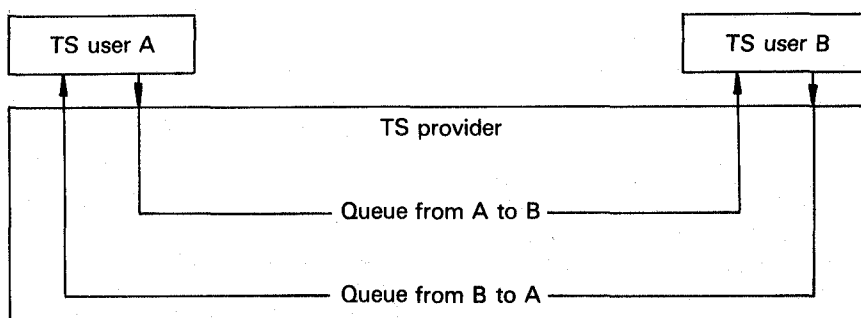 TS user A
TS user B
TS provider
Queue from A to B
Queue from B to A